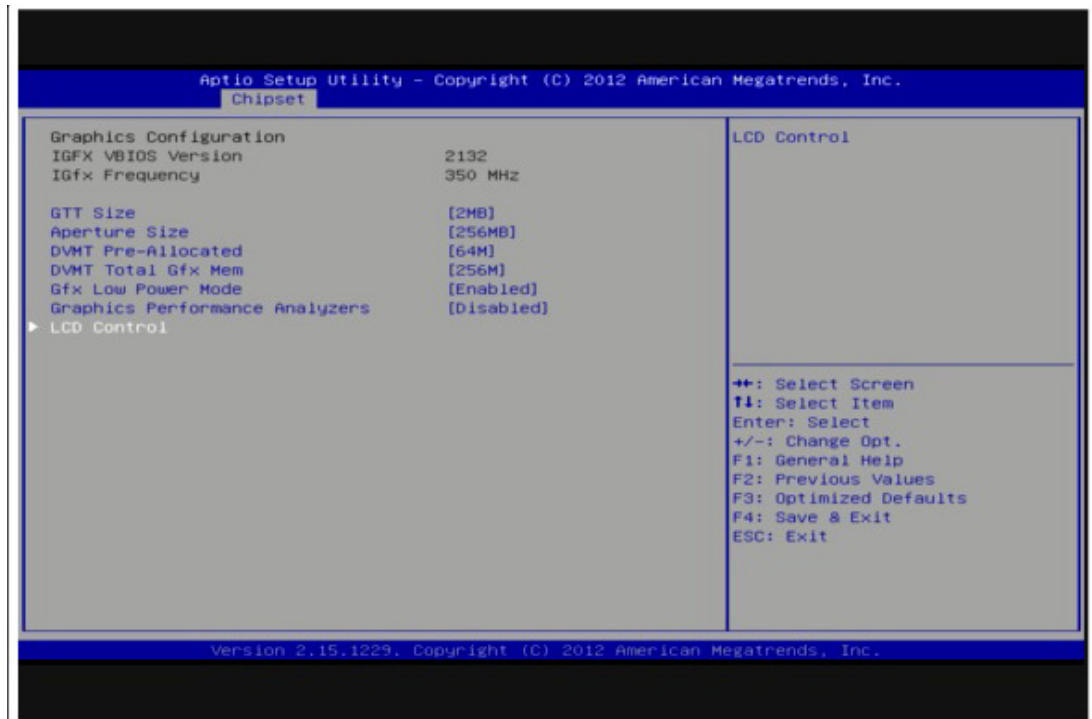 Aptio Setup Utility – Copyright (C) 2012 American Megatrends, Inc.
Chipset
Graphics Configuration
IGFX VBIOS Version 2132
IGfx Frequency 350 MHz
GTT Size [2MB]
Aperture Size [256MB]
DVMT Pre-Allocated [64M]
DVMT Total Gfx Mem [256M]
Gfx Low Power Mode [Enabled]
Graphics Performance Analyzers [Disabled]
► LCD Control
LCD Control
→←: Select Screen
↑↓: Select Item
Enter: Select
+/-: Change Opt.
F1: General Help
F2: Previous Values
F3: Optimized Defaults
F4: Save & Exit
ESC: Exit
Version 2.15.1229. Copyright (C) 2012 American Megatrends, Inc.